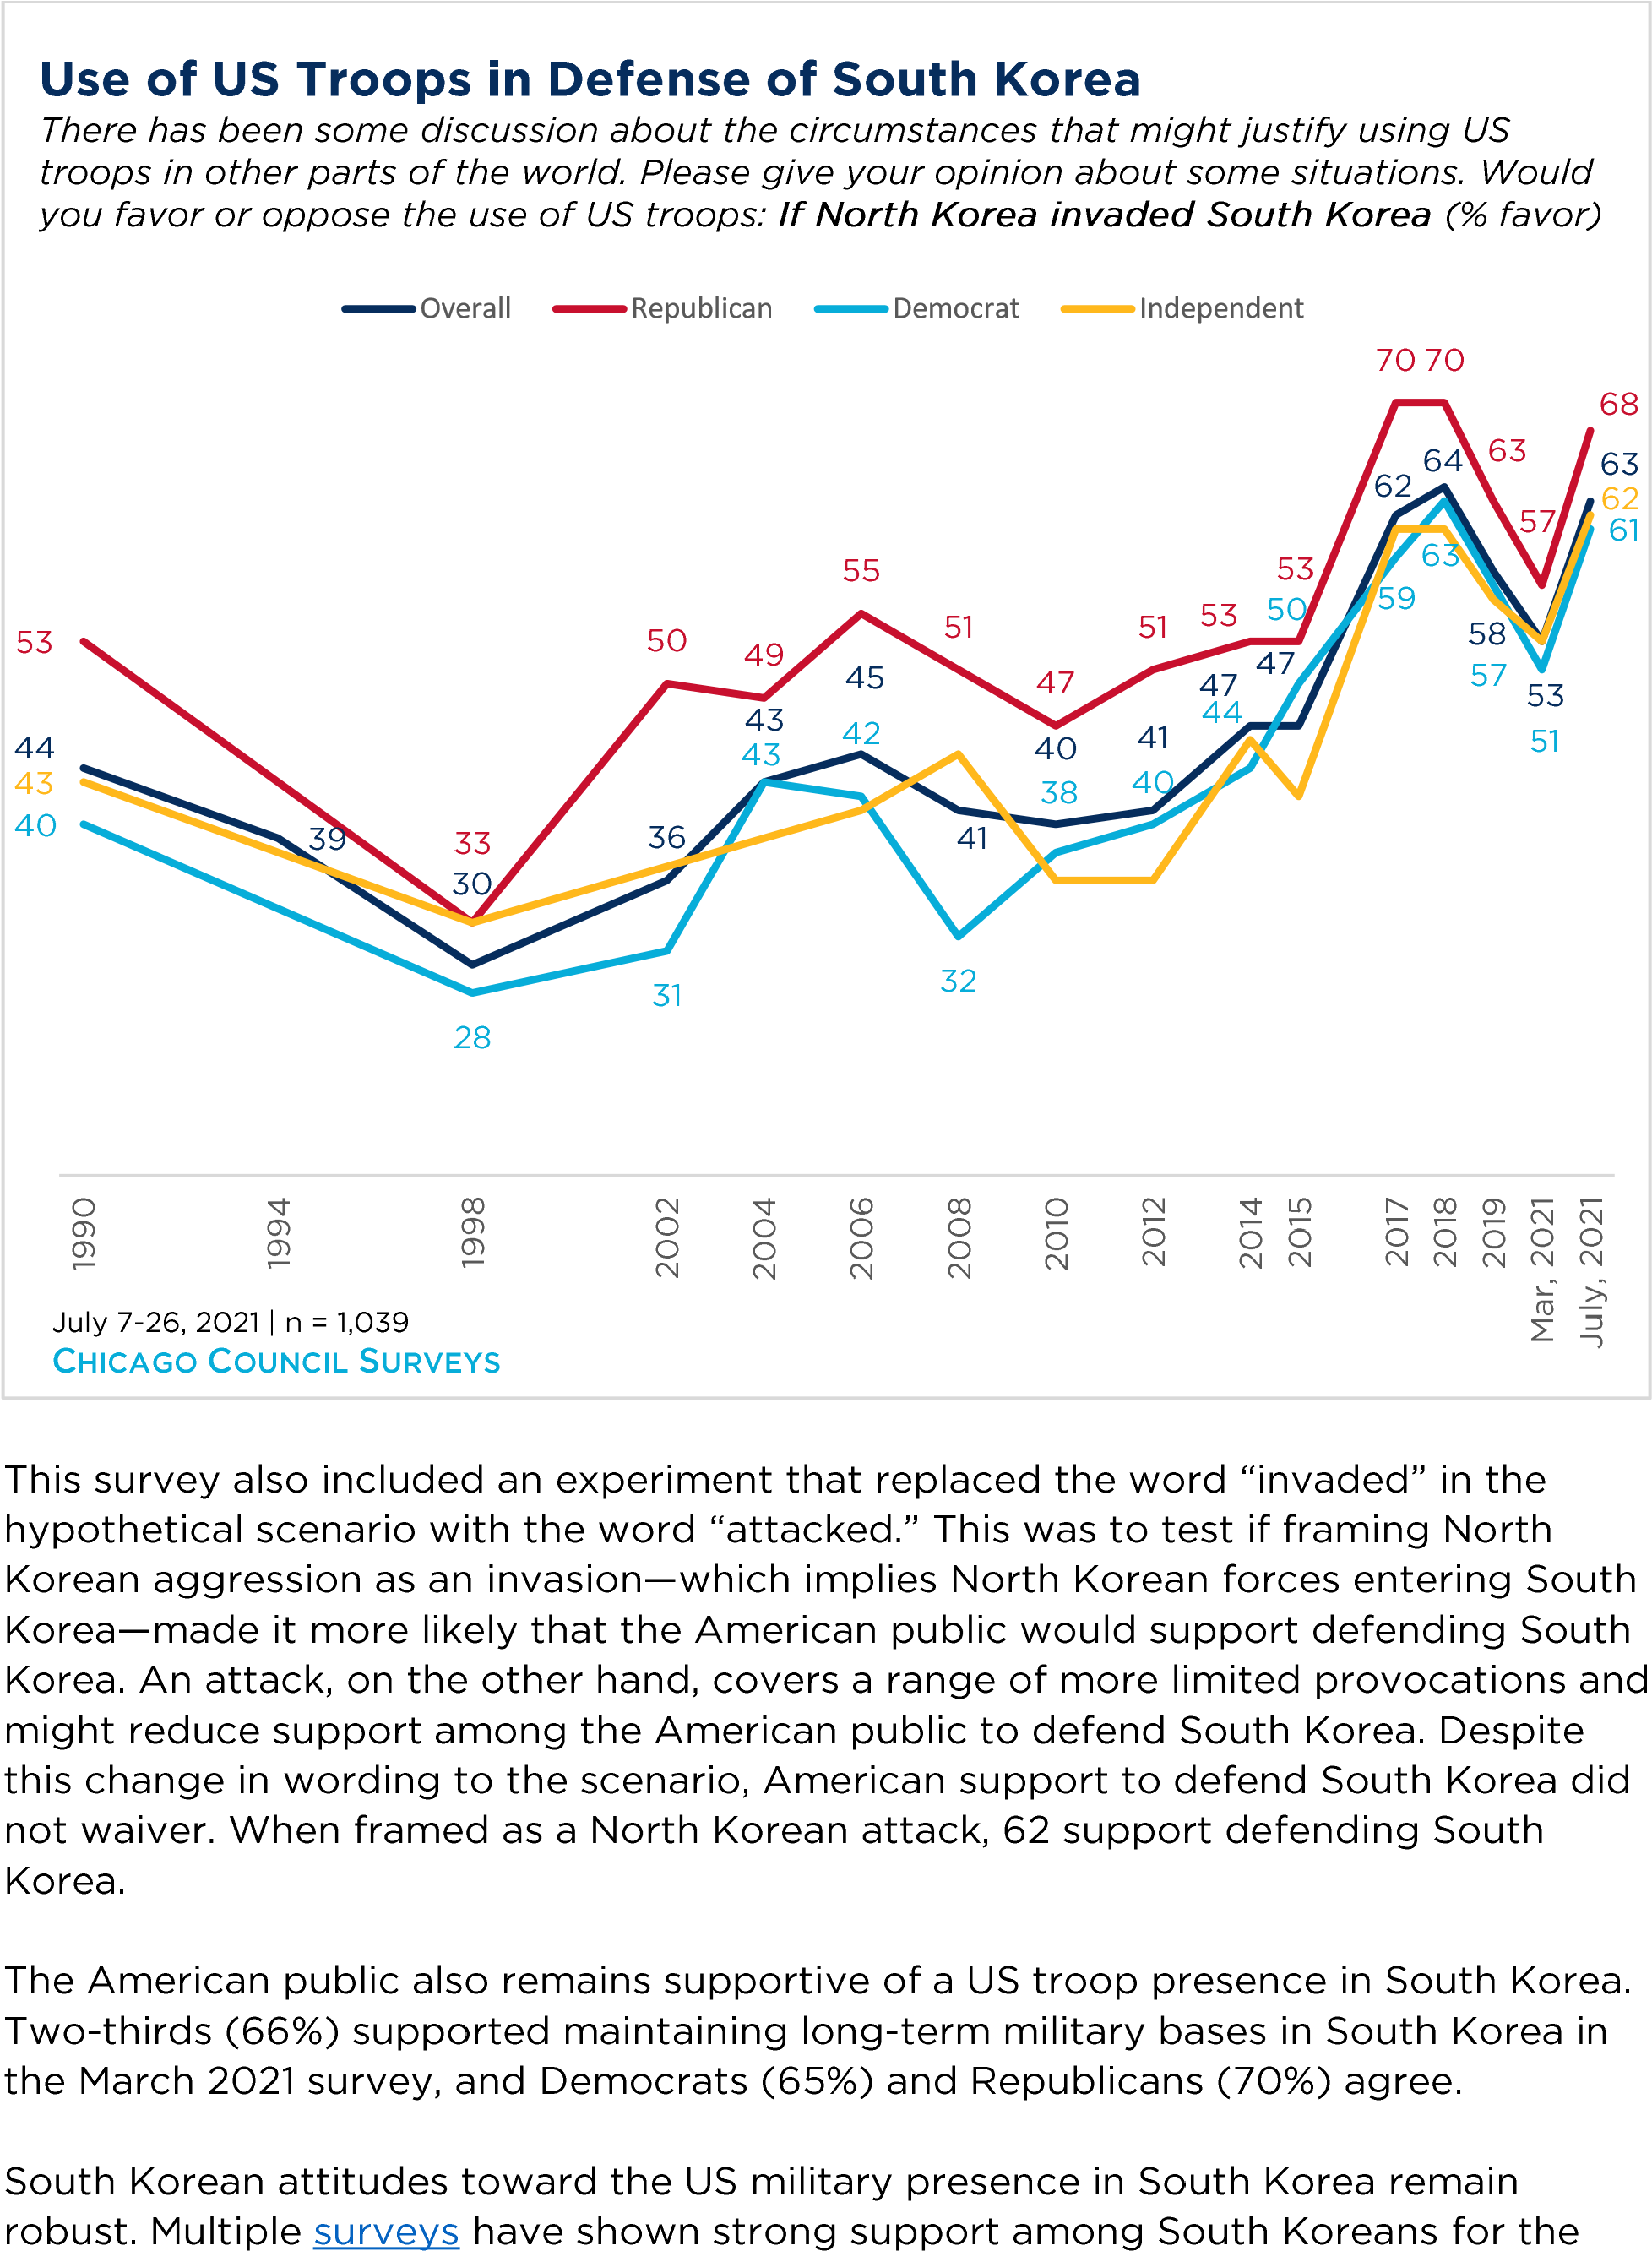 Use of US Troops in Defense of South Korea
There has been some discussion about the circumstances that might justify using US
troops in other parts of the world. Please give your opinion about some situations. Would
you favor or oppose the use of US troops: If North Korea invaded South Korea (% favor)
Overall Republican Democrat Independent
70 70
68
63
64
63
62
62
57
61
53
55
63
50
59
53
50
51
51
53
49
58
47
47
45
47
57
43
44
53
44
42
40
41
51
43
43
38
40
40
39
33
36
41
30
32
31
28
1990
1994
1998
2002
2004
2006
2008
2010
2012
2014
2015
2017
2018
2019
Mar, 2021
July, 2021
July 7-26, 2021 | n = 1,039
CHICAGO COUNCIL SURVEYS
This survey also included an experiment that replaced the word “invaded” in the
hypothetical scenario with the word “attacked.” This was to test if framing North
Korean aggression as an invasion—which implies North Korean forces entering South
Korea—made it more likely that the American public would support defending South
Korea. An attack, on the other hand, covers a range of more limited provocations and
might reduce support among the American public to defend South Korea. Despite
this change in wording to the scenario, American support to defend South Korea did
not waiver. When framed as a North Korean attack, 62 support defending South
Korea.
The American public also remains supportive of a US troop presence in South Korea.
Two-thirds (66%) supported maintaining long-term military bases in South Korea in
the March 2021 survey, and Democrats (65%) and Republicans (70%) agree.
South Korean attitudes toward the US military presence in South Korea remain
robust. Multiple surveys have shown strong support among South Koreans for the